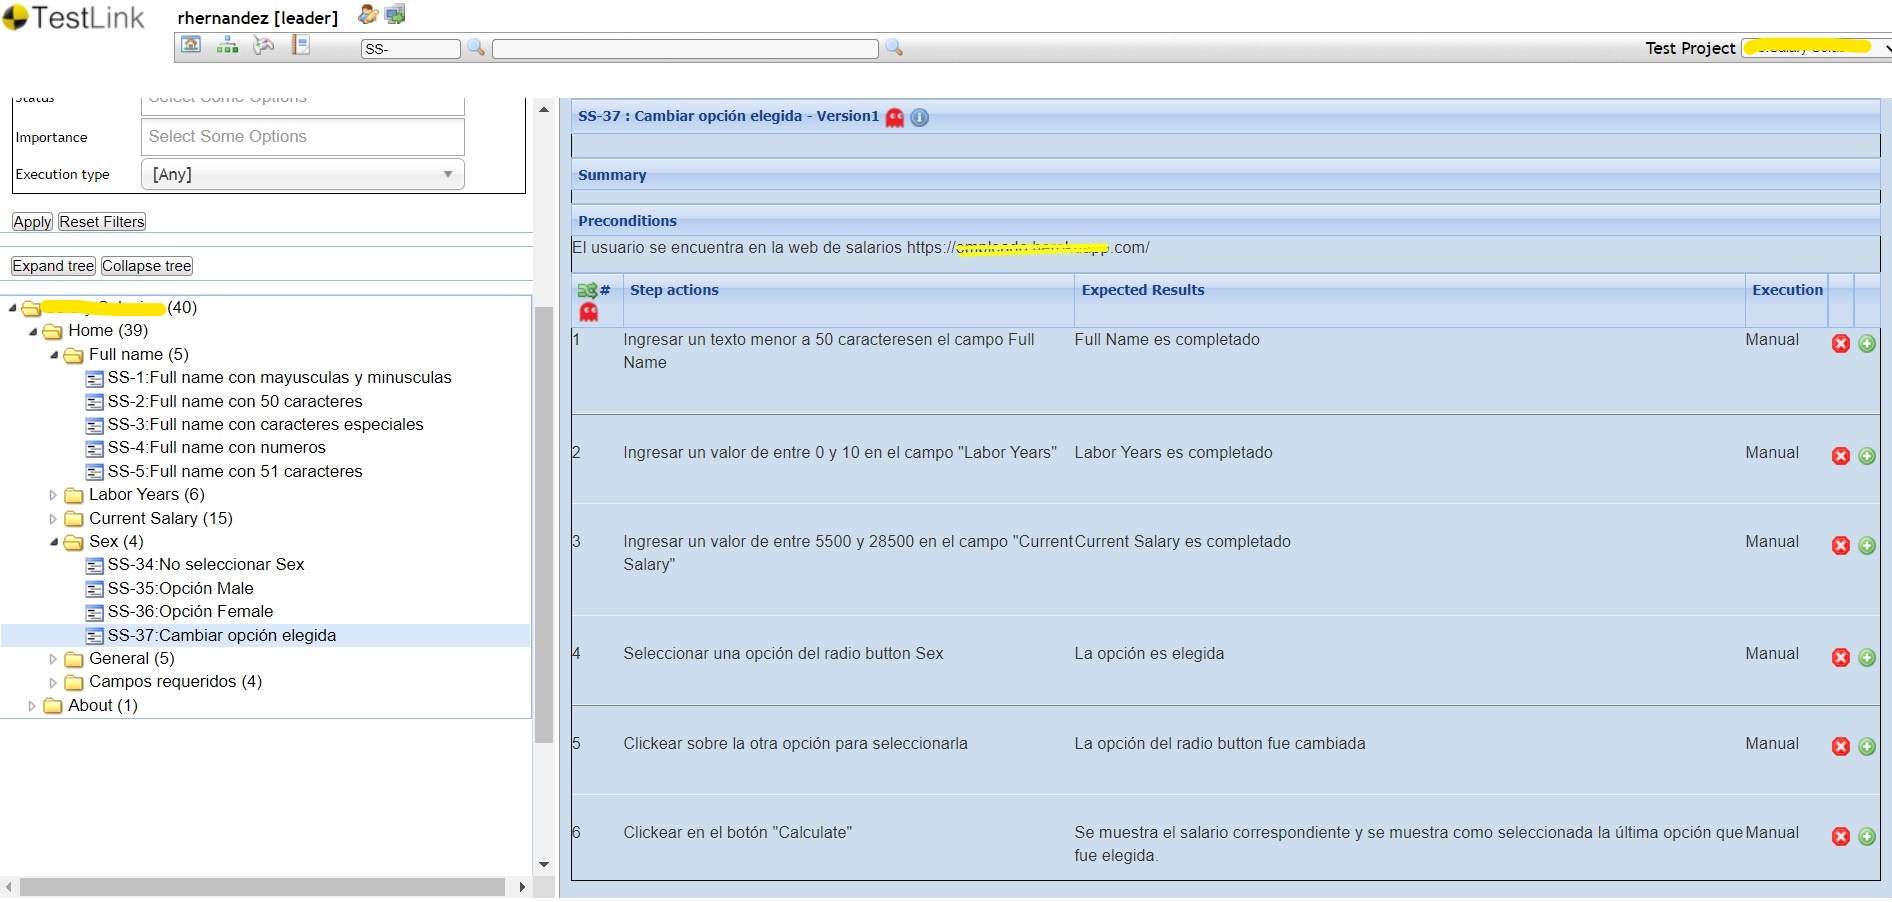 TestLink
rhernandez [leader]
SS-
Test Project
Status
Select Some Options
Importance
Select Some Options
Execution type
[Any]
Apply Reset Filters
Expand tree Collapse tree
(40)
Home (39)
Full name (5)
SS-1:Full name con mayusculas y minusculas
SS-2:Full name con 50 caracteres
SS-3:Full name con caracteres especiales
SS-4:Full name con numeros
SS-5:Full name con 51 caracteres
Labor Years (6)
Current Salary (15)
Sex (4)
SS-34:No seleccionar Sex
SS-35:Opción Male
SS-36:Opción Female
SS-37:Cambiar opción elegida
General (5)
Campos requeridos (4)
About (1)
SS-37 : Cambiar opción elegida - Version1
Summary
Preconditions
El usuario se encuentra en la web de salarios https:// .com/
# Step actions Expected Results Execution
1 Ingresar un texto menor a 50 caracteresen el campo Full Full Name es completado Manual
Name
2 Ingresar un valor de entre 0 y 10 en el campo "Labor Years" Labor Years es completado Manual
3 Ingresar un valor de entre 5500 y 28500 en el campo "Current Current Salary es completado Manual
Salary"
4 Seleccionar una opción del radio button Sex La opción es elegida Manual
5 Clickear sobre la otra opción para seleccionarla La opción del radio button fue cambiada Manual
6 Clickear en el botón "Calculate" Se muestra el salario correspondiente y se muestra como seleccionada la última opción que Manual
fue elegida.